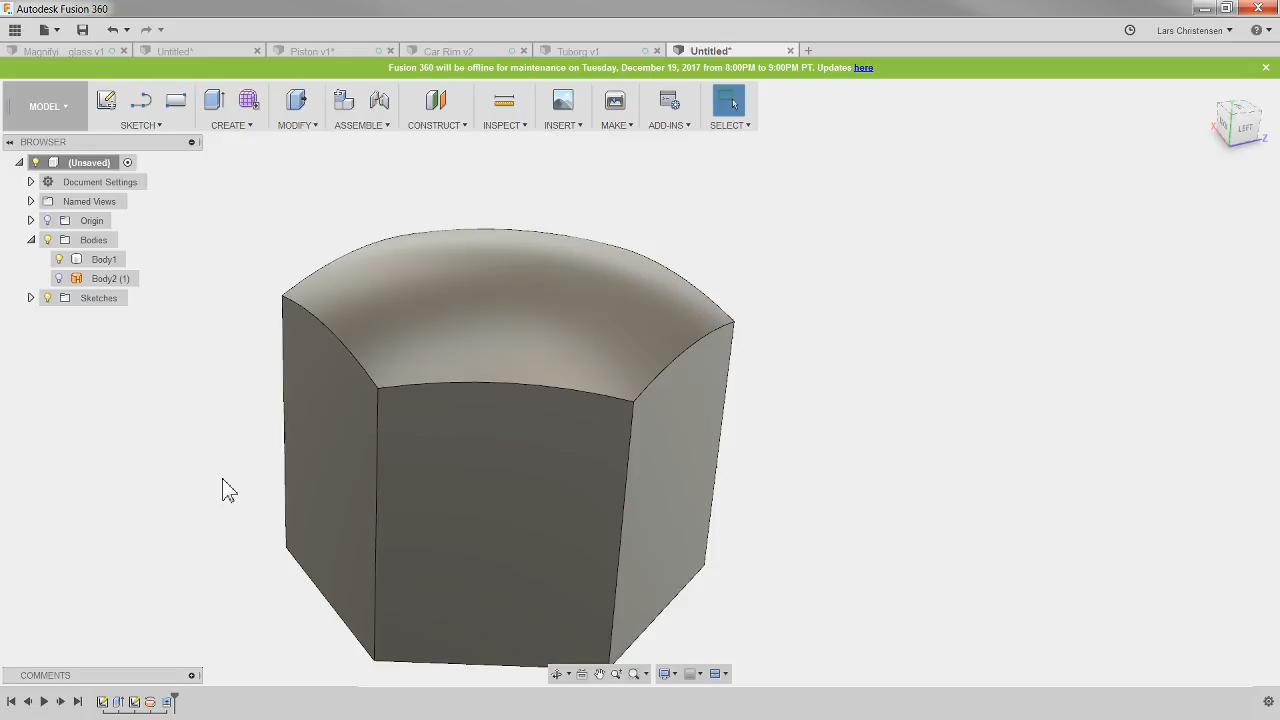 Autodesk Fusion 360
Lars Christensen
Magnifyi... glass v1
Untitled*
Piston v1*
Car Rim v2
Tuborg v1
Untitled*
Fusion 360 will be offline for maintenance on Tuesday, December 19, 2017 from 8:00PM to 9:00PM PT. Updates here
MODEL
SKETCH
CREATE
MODIFY
ASSEMBLE
CONSTRUCT
INSPECT
INSERT
MAKE
ADD-INS
SELECT
LEFT
X
Z
BROWSER
(Unsaved)
Document Settings
Named Views
Origin
Bodies
Body1
Body2 (1)
Sketches
COMMENTS